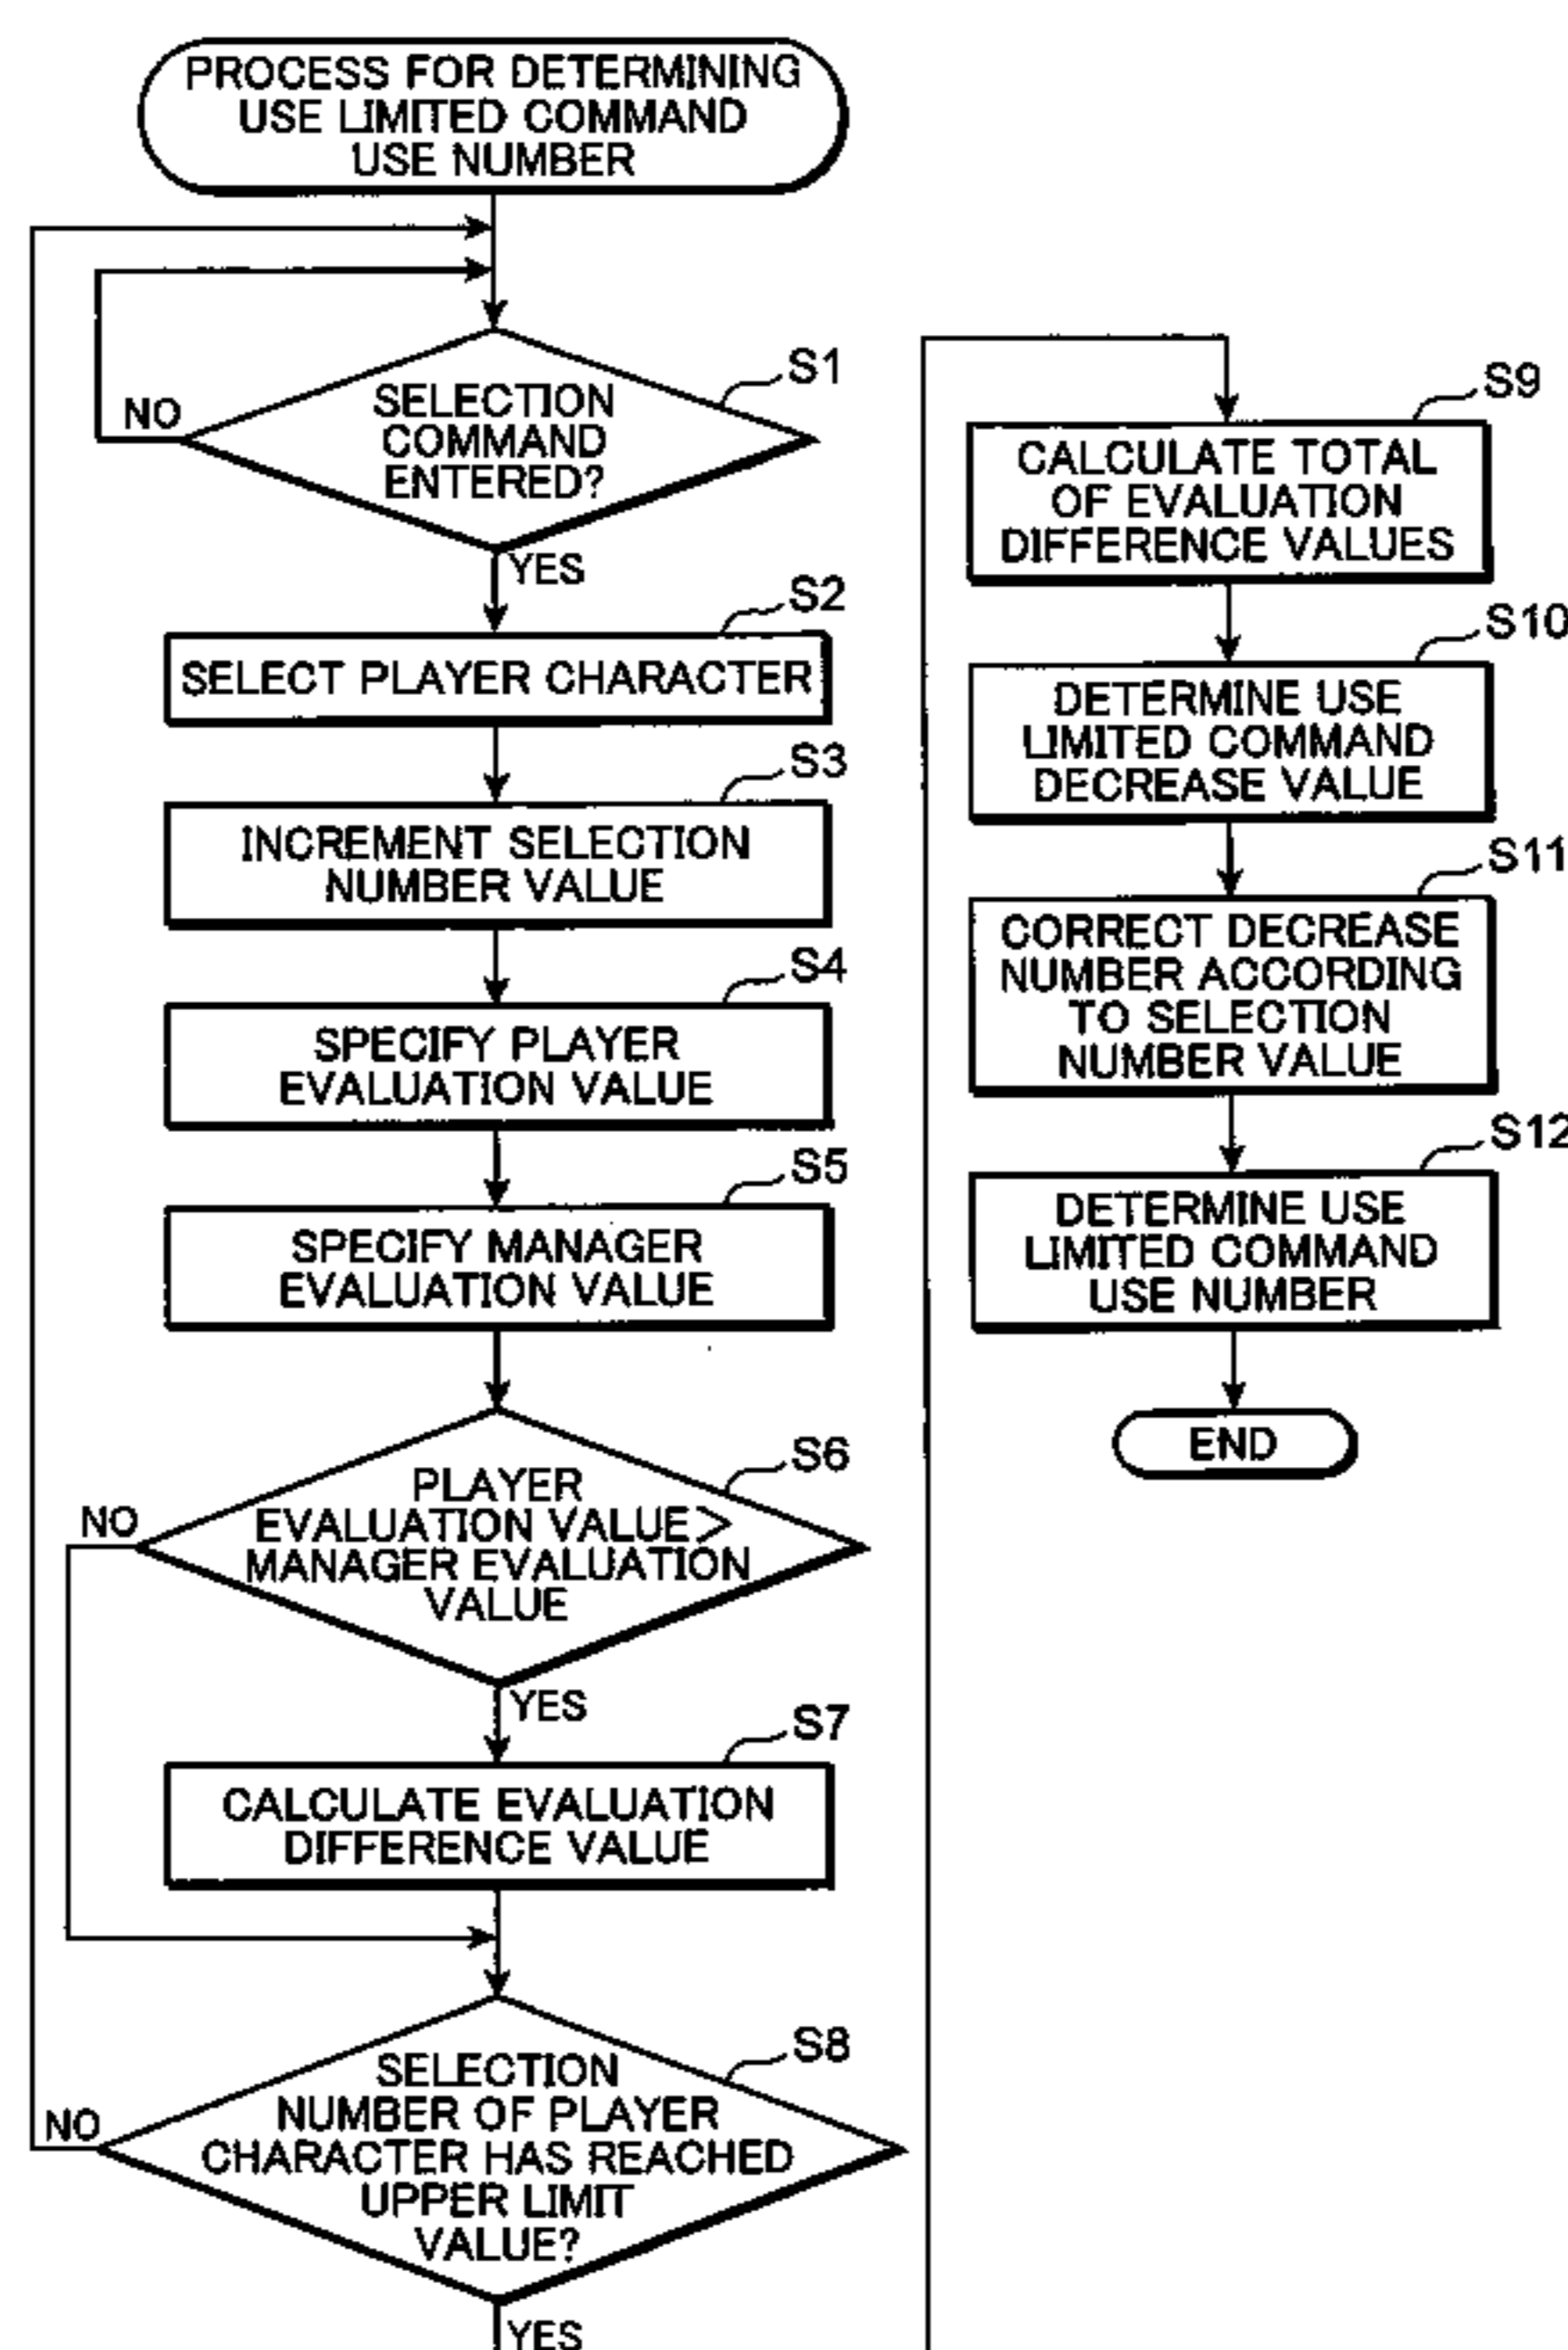 PROCESS FOR DETERMINING
USE LIMITED COMMAND
USE NUMBER
S1
NO
SELECTION
COMMAND
ENTERED?
YES
S2
SELECT PLAYER CHARACTER
S3
INCREMENT SELECTION
NUMBER VALUE
S4
SPECIFY PLAYER
EVALUATION VALUE
S5
SPECIFY MANAGER
EVALUATION VALUE
S6
NO
PLAYER
EVALUATION VALUE>
MANAGER EVALUATION
VALUE
YES
S7
CALCULATE EVALUATION
DIFFERENCE VALUE
S8
NO
SELECTION
NUMBER OF PLAYER
CHARACTER HAS REACHED
UPPER LIMIT
VALUE?
YES
S9
CALCULATE TOTAL
OF EVALUATION
DIFFERENCE VALUES
S10
DETERMINE USE
LIMITED COMMAND
DECREASE VALUE
S11
CORRECT DECREASE
NUMBER ACCORDING
TO SELECTION
NUMBER VALUE
S12
DETERMINE USE
LIMITED COMMAND
USE NUMBER
END